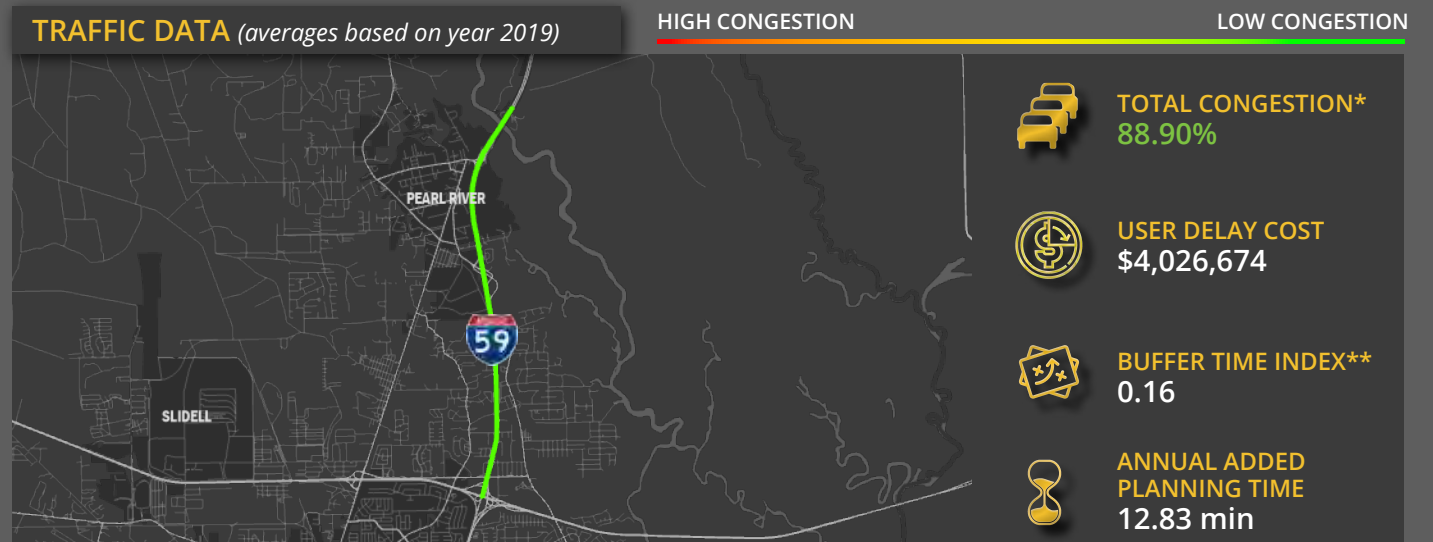 TRAFFIC DATA (averages based on year 2019)
HIGH CONGESTION
LOW CONGESTION
PEARL RIVER
59
SLIDELL
TOTAL CONGESTION*
88.90%
USER DELAY COST
$4,026,674
BUFFER TIME INDEX**
0.16
ANNUAL ADDED
PLANNING TIME
12.83 min